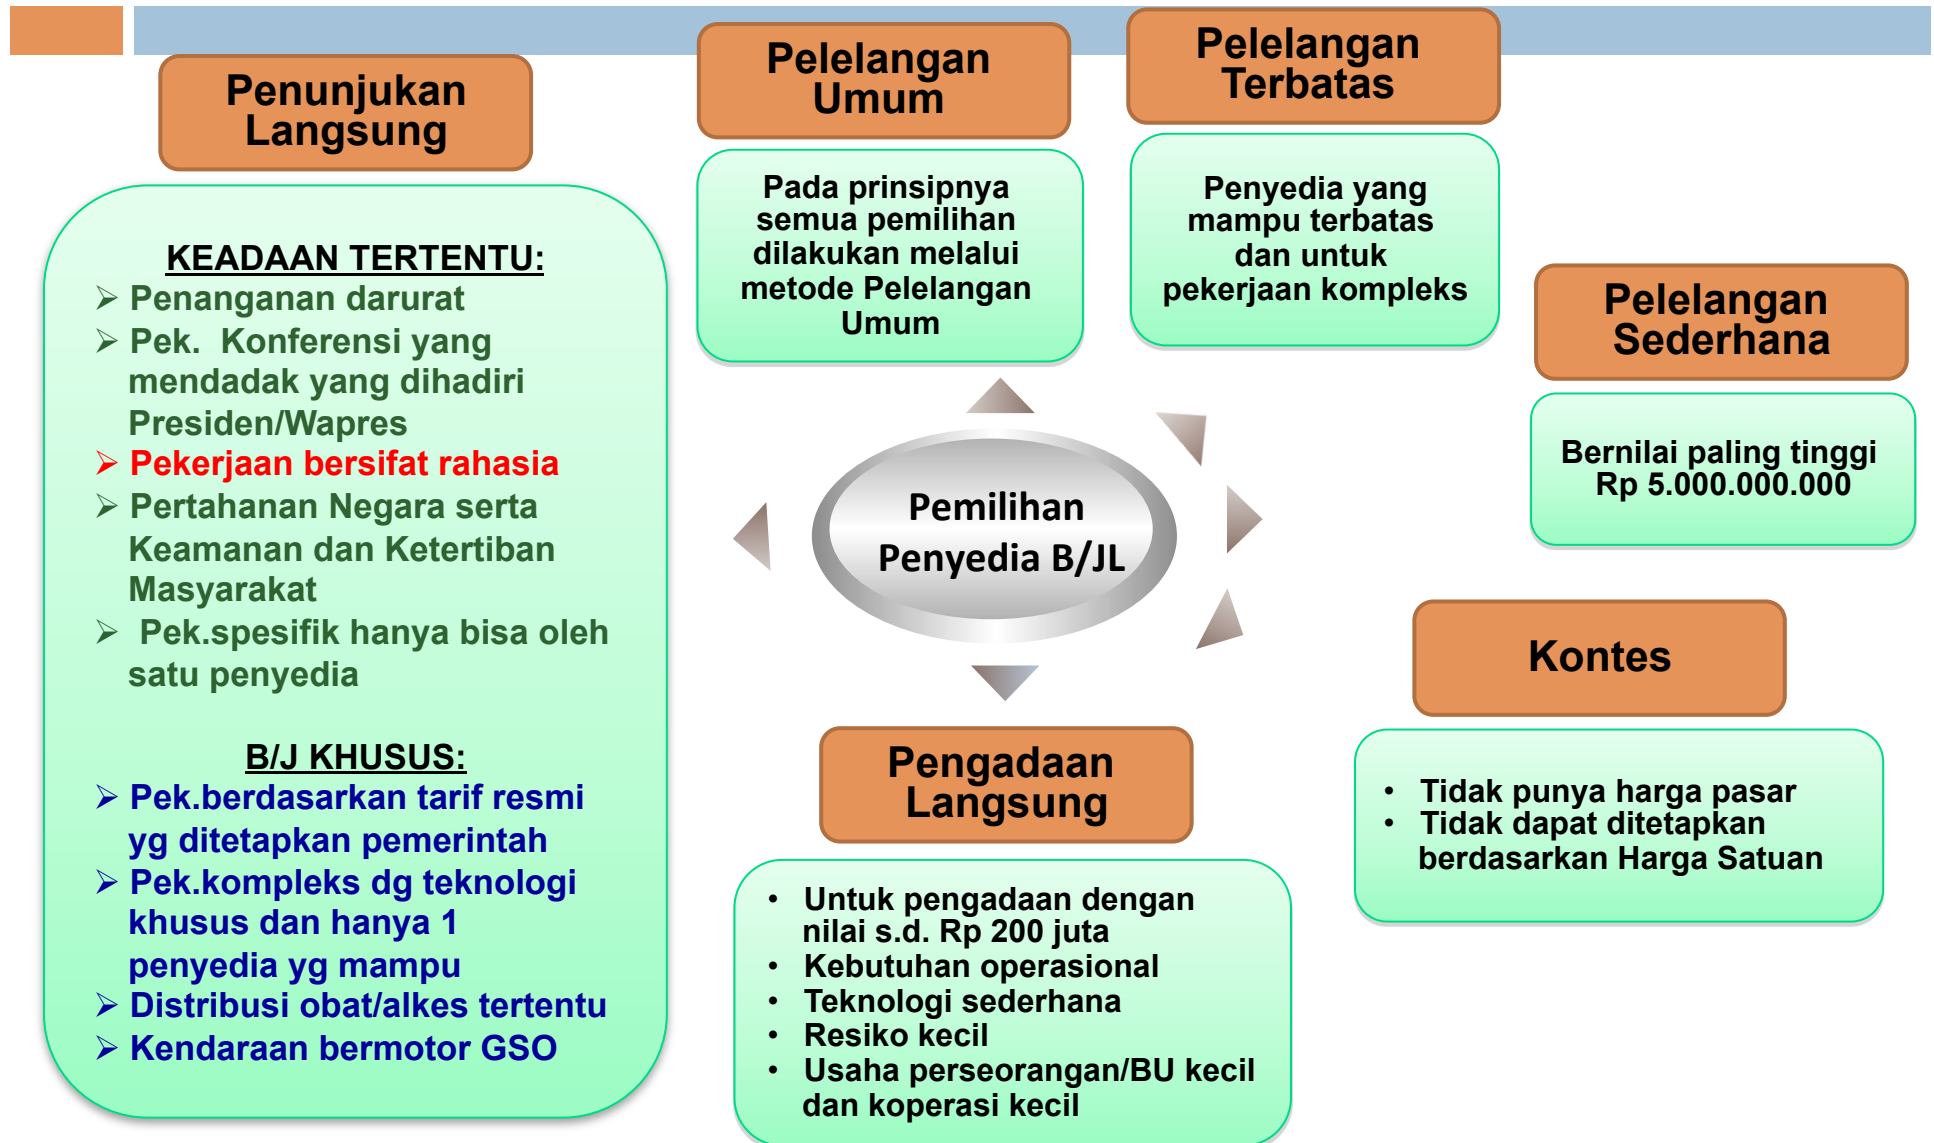 Penunjukan
Langsung
KEADAAN TERTENTU:
➢ Penanganan darurat
➢ Pek. Konferensi yang
mendadak yang dihadiri
Presiden/Wapres
➢ Pekerjaan bersifat rahasia
➢ Pertahanan Negara serta
Keamanan dan Ketertiban
Masyarakat
➢ Pek.spesifik hanya bisa oleh
satu penyedia
B/J KHUSUS:
➢ Pek.berdasarkan tarif resmi
yg ditetapkan pemerintah
➢ Pek.kompleks dg teknologi
khusus dan hanya 1
penyedia yg mampu
➢ Distribusi obat/alkes tertentu
➢ Kendaraan bermotor GSO
Pelelangan
Umum
Pada prinsipnya
semua pemilihan
dilakukan melalui
metode Pelelangan
Umum
Pelelangan
Terbatas
Penyedia yang
mampu terbatas
dan untuk
pekerjaan kompleks
Pelelangan
Sederhana
Bernilai paling tinggi
Rp 5.000.000.000
Pemilihan
Penyedia B/JL
Kontes
• Tidak punya harga pasar
• Tidak dapat ditetapkan
berdasarkan Harga Satuan
Pengadaan
Langsung
• Untuk pengadaan dengan
nilai s.d. Rp 200 juta
• Kebutuhan operasional
• Teknologi sederhana
• Resiko kecil
• Usaha perseorangan/BU kecil
dan koperasi kecil